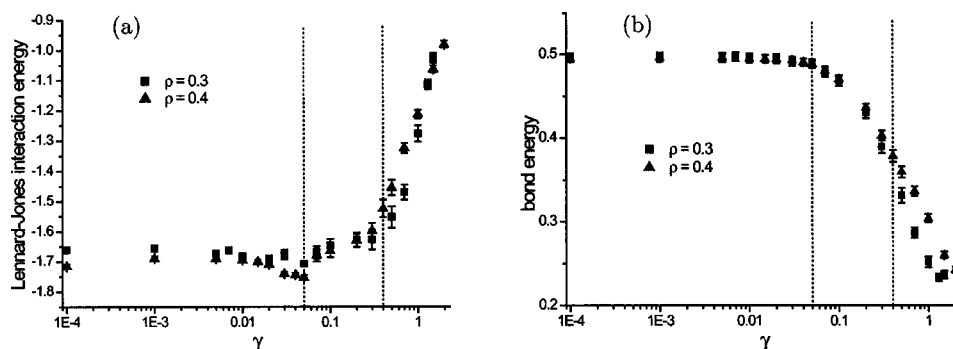 (a)
Lennard-Jones interaction energy
-0.9
-1.0
-1.1
-1.2
-1.3
-1.4
-1.5
-1.6
-1.7
-1.8
ρ = 0.3
ρ = 0.4
1E-4 1E-3 0.01 0.1 1
γ
(b)
bond energy
0.5
0.4
0.3
0.2
ρ = 0.3
ρ = 0.4
1E-4 1E-3 0.01 0.1 1
γ